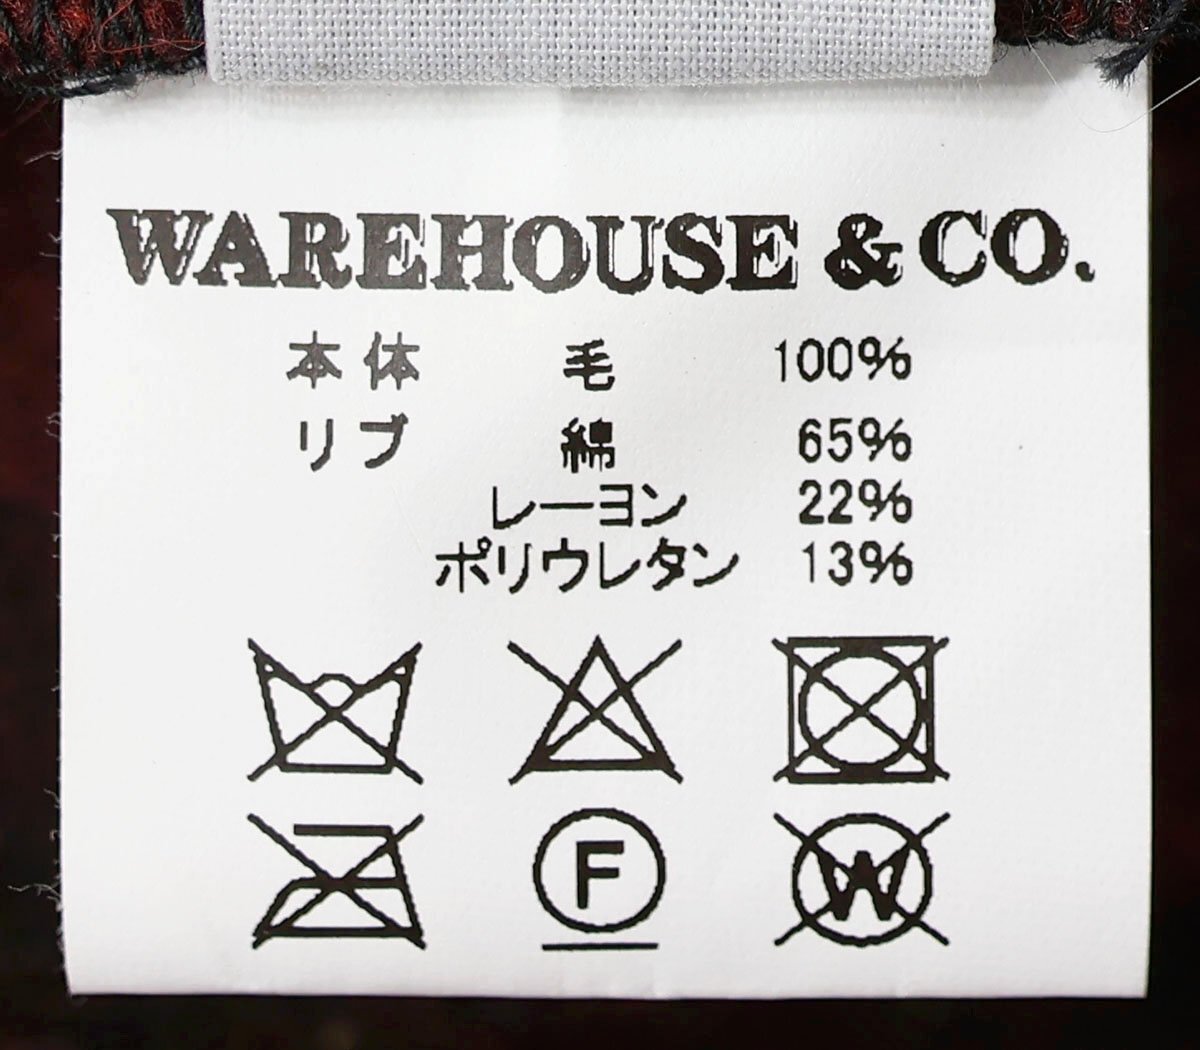 WAREHOUSE & CO.
本体 毛 100%
リブ 綿 65%
レーヨン 22%
ポリウレタン 13%
F W